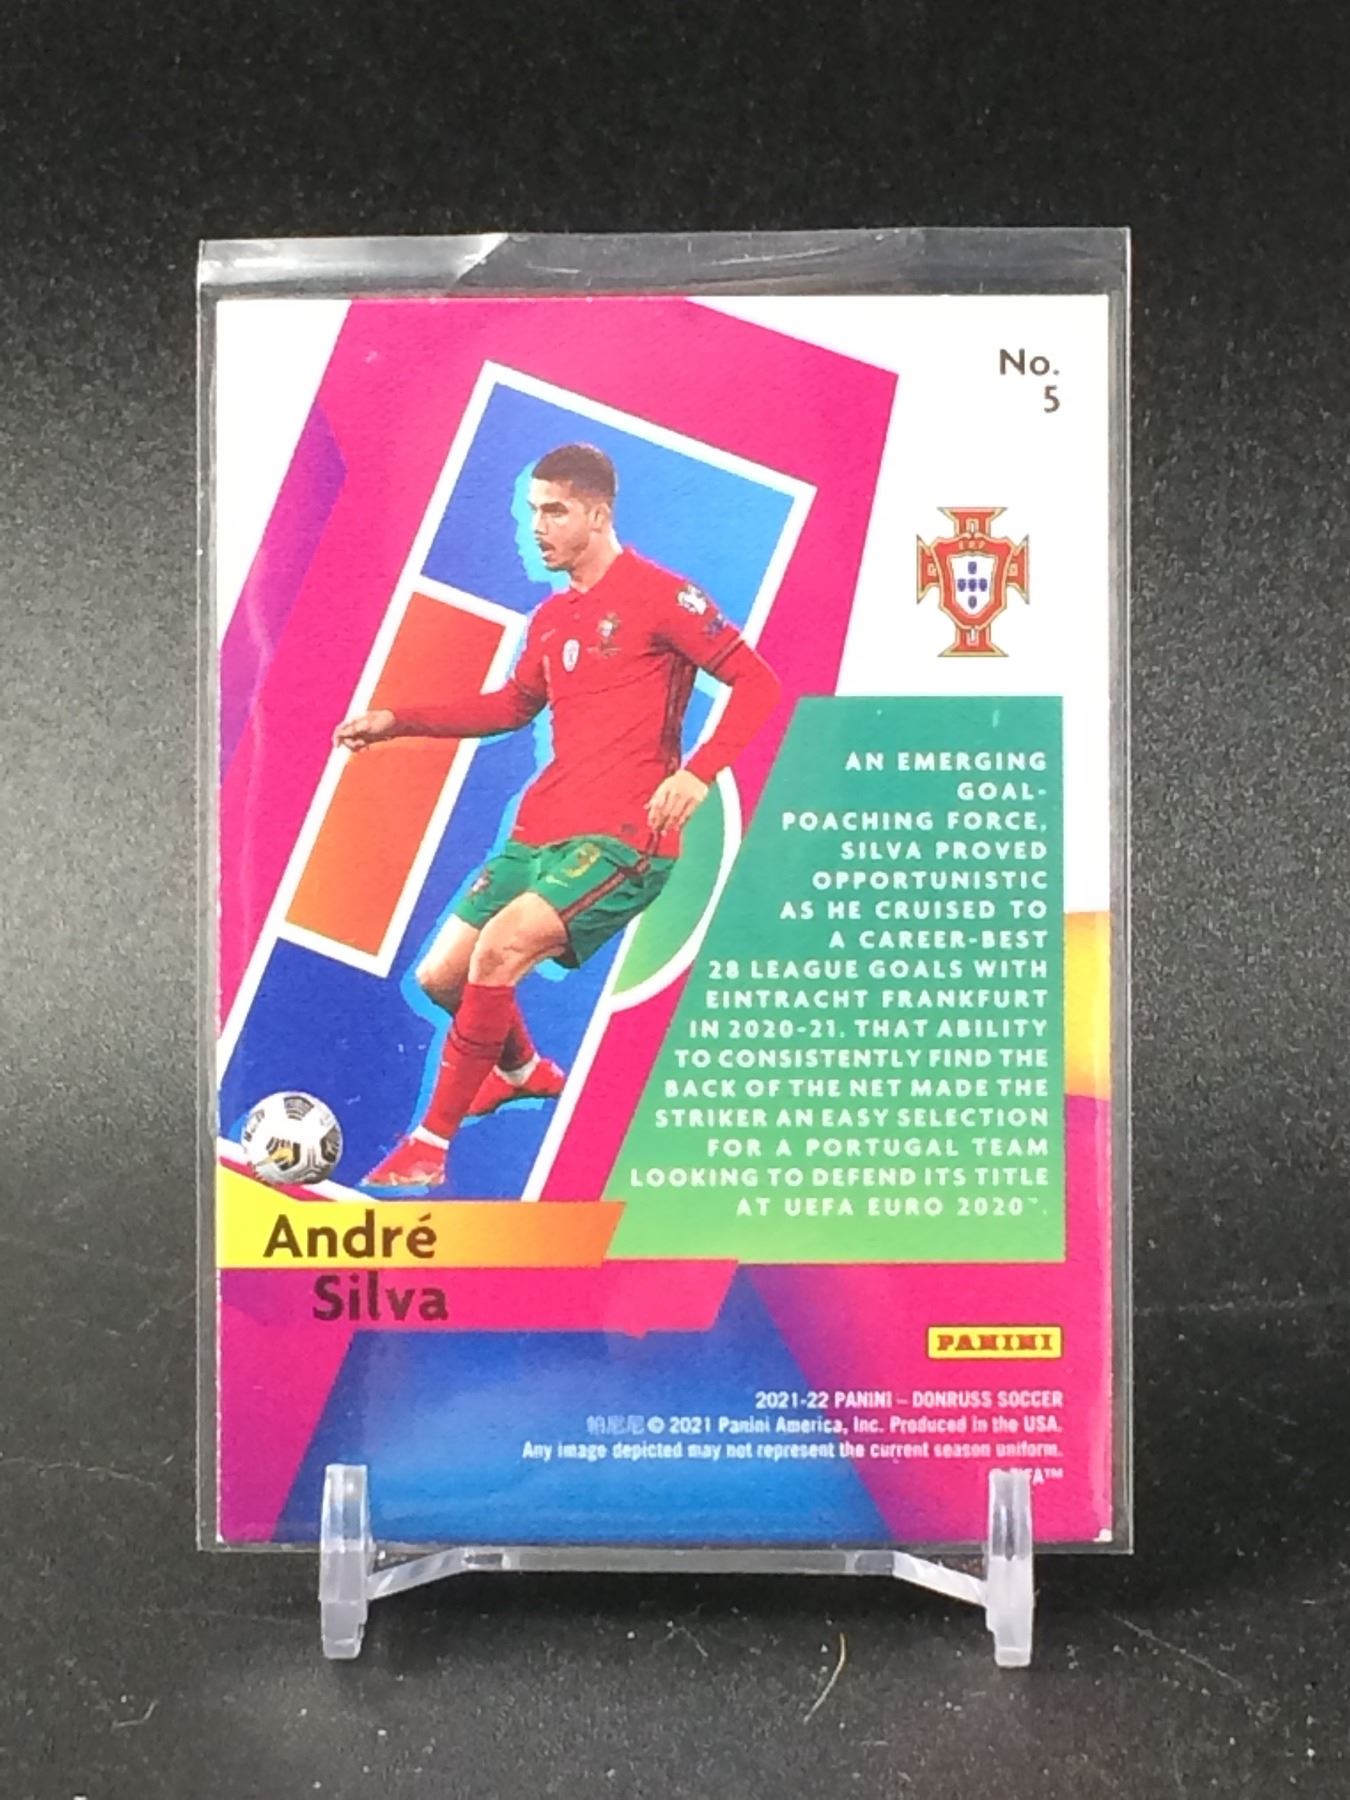 No.
5
AN EMERGING
GOAL-
POACHING FORCE,
SILVA PROVED
OPPORTUNISTIC
AS HE CRUISED TO
A CAREER-BEST
28 LEAGUE GOALS WITH
EINTRACHT FRANKFURT
IN 2020-21. THAT ABILITY
TO CONSISTENTLY FIND THE
BACK OF THE NET MADE THE
STRIKER AN EASY SELECTION
FOR A PORTUGAL TEAM
LOOKING TO DEFEND ITS TITLE
AT UEFA EURO 2020™.
André
Silva
PANINI
2021-22 PANINI – DONRUSS SOCCER
帕尼尼 © 2021 Panini America, Inc. Produced in the USA.
Any image depicted may not represent the current season uniform.